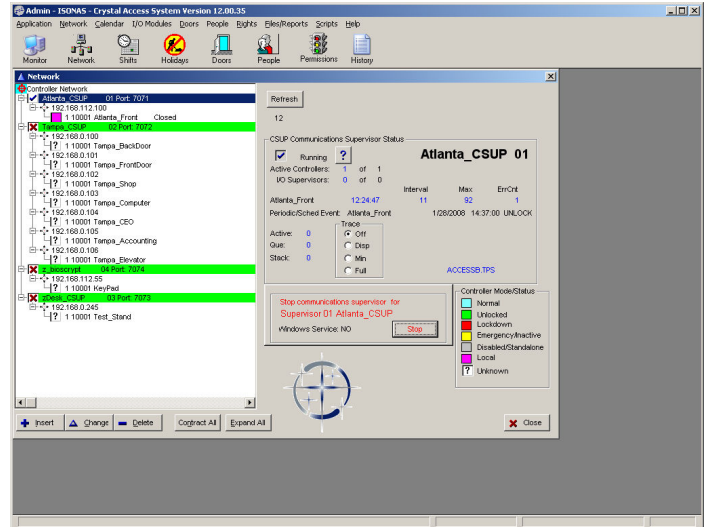 Admin - ISONAS - Crystal Access System Version 12.00.35
Application Network Calendar I/O Modules Doors People Rights Files/Reports Scripts Help
Monitor Network Shifts Holidays Doors People Permissions History
Network
Controller Network
Atlanta_CSUP 01 Port: 7071
192.168.112.100
1 10001 Atlanta_Front Closed
Tampa_CSUP 02 Port: 7072
192.168.0.100
? 1 10001 Tampa_BackDoor
192.168.0.101
? 1 10001 Tampa_FrontDoor
192.168.0.102
? 1 10001 Tampa_Shop
192.168.0.103
? 1 10001 Tampa_Computer
192.168.0.104
? 1 10001 Tampa_CEO
192.168.0.105
? 1 10001 Tampa_Accounting
192.168.0.106
? 1 10001 Tampa_Elevator
z_bioscrypt 04 Port: 7074
192.168.112.55
? 1 10001 KeyPad
zDesk_CSUP 03 Port: 7073
192.168.0.245
? 1 10001 Test_Stand
Insert Change Delete Contract All Expand All
Refresh
12
CSUP Communications Supervisor Status
Running ? Atlanta_CSUP 01
Active Controllers: 1 of 1
I/O Supervisors: 0 of 0
Interval Max ErrCnt
Atlanta_Front 12:24:47 11 92 1
Periodic/Sched Event: Atlanta_Front 1/28/2008 14:37:00 UNLOCK
Trace
Active: 0 Off
Que: 0 Disp
Stack: 0 Min
Full ACCESSB.TPS
Stop communications supervisor for
Supervisor 01 Atlanta_CSUP
Windows Service: NO Stop
Controller Mode/Status
Normal
Unlocked
Lockdown
Emergency/Inactive
Disabled/Standalone
Local
? Unknown
Close